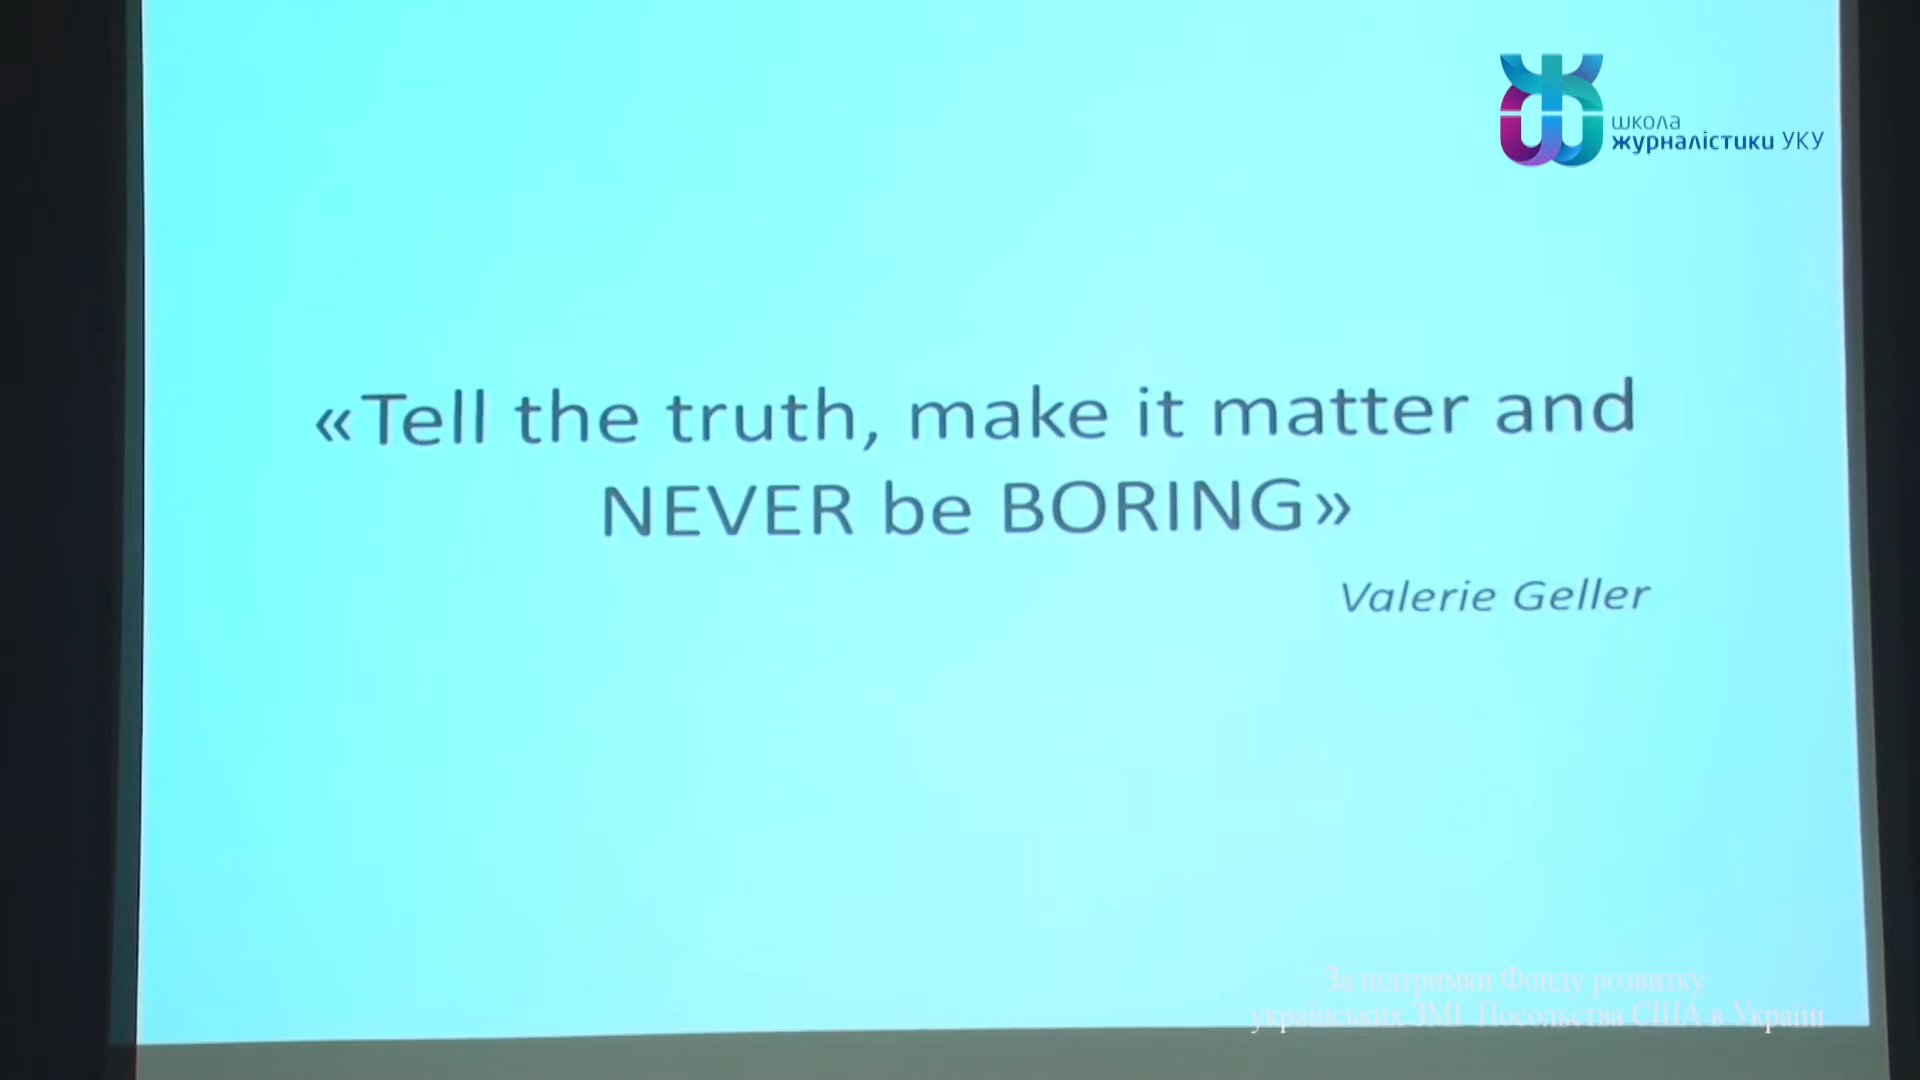 школа
журналістики УКУ
«Tell the truth, make it matter and
NEVER be BORING»
Valerie Geller
За підтримки Фонду розвитку
українських ЗМІ Посольства США в Україні